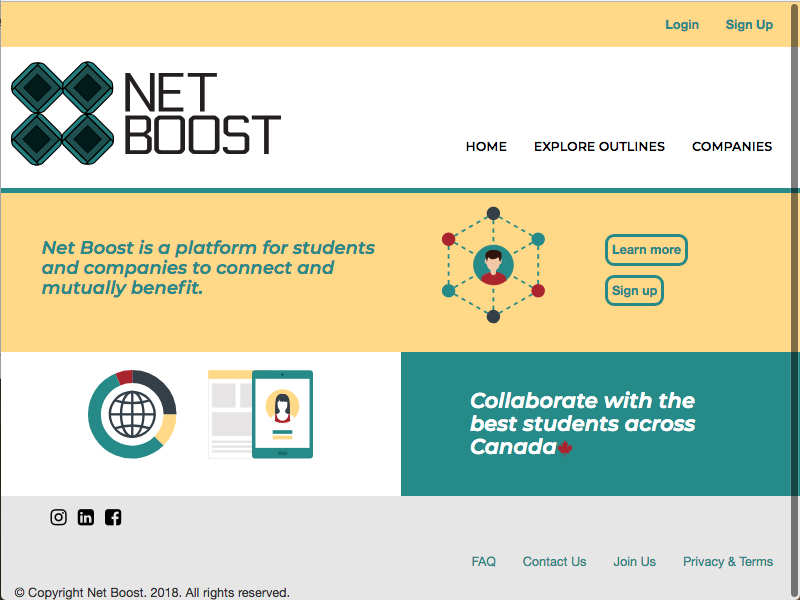 Login Sign Up
NET
BOOST
HOME EXPLORE OUTLINES COMPANIES
Net Boost is a platform for students
and companies to connect and
mutually benefit.
Learn more
Sign up
Collaborate with the
best students across
Canada
FAQ Contact Us Join Us Privacy & Terms
© Copyright Net Boost. 2018. All rights reserved.